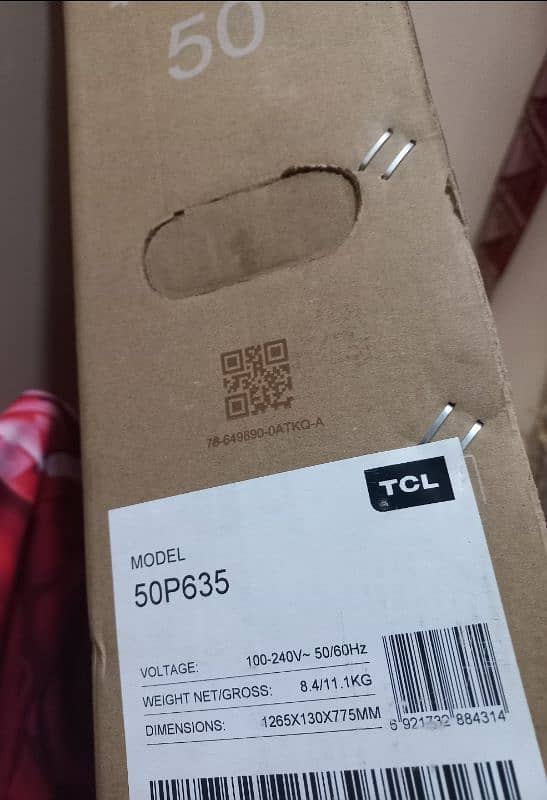 50
78-649890-0ATKQ-A
TCL
MODEL
50P635
VOLTAGE: 100-240V~ 50/60Hz
WEIGHT NET/GROSS: 8.4/11.1KG
DIMENSIONS: 1265X130X775MM
6 921732 884314